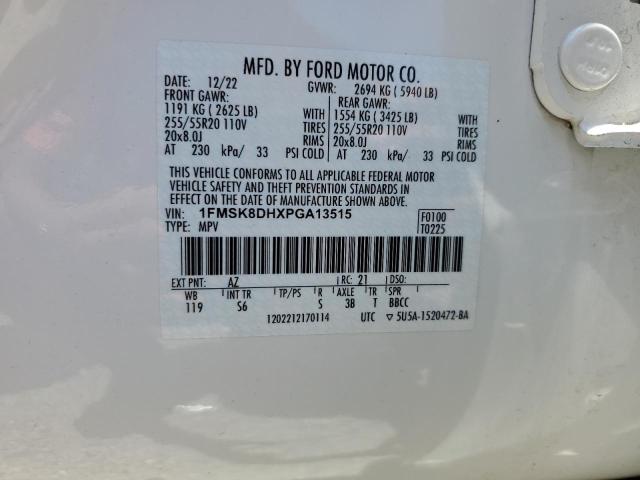 MFD. BY FORD MOTOR CO.
DATE: 12/22 GVWR: 2694 KG ( 5940 LB)
FRONT GAWR: REAR GAWR:
1191 KG ( 2625 LB) WITH 1554 KG ( 3425 LB) WITH
255/55R20 110V TIRES 255/55R20 110V TIRES
20x8.0J RIMS 20x8.0J RIMS
AT 230 kPa/ 33 PSI COLD AT 230 kPa/ 33 PSI COLD
THIS VEHICLE CONFORMS TO ALL APPLICABLE FEDERAL MOTOR
VEHICLE SAFETY AND THEFT PREVENTION STANDARDS IN
EFFECT ON THE DATE OF MANUFACTURE SHOWN ABOVE.
VIN: 1FMSK8DHXPGA13515 F0100
TYPE: MPV T0225
EXT PNT: AZ RC: 21 DSO:
WB INT TR TP/PS R AXLE TR SPR
119 S6 S 3B T BBCC
1202212170114 UTC ▽ 5U5A-1520472-BA